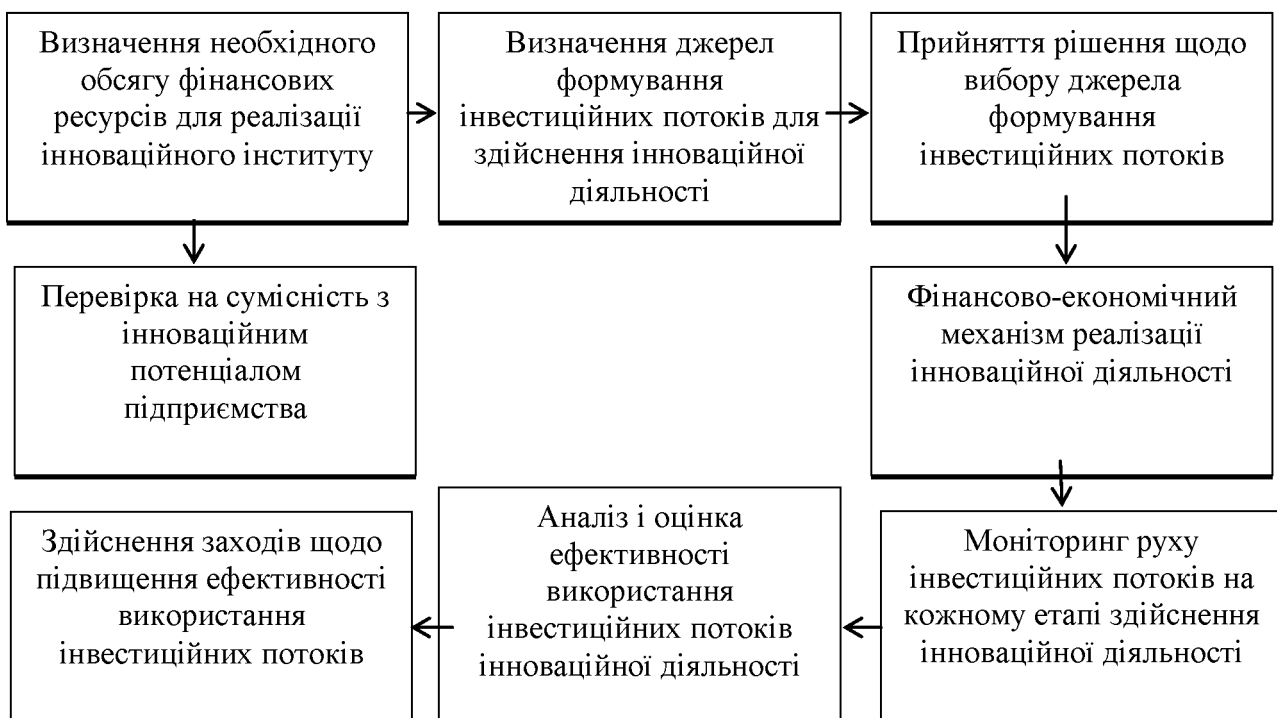 Визначення необхідного
обсягу фінансових
ресурсів для реалізації
інноваційного інституту
Визначення джерел
формування
інвестиційних потоків для
здійснення інноваційної
діяльності
Прийняття рішення щодо
вибору джерела
формування
інвестиційних потоків
Перевірка на сумісність з
інноваційним
потенціалом
підприємства
Фінансово-економічний
механізм реалізації
інноваційної діяльності
Моніторинг руху
інвестиційних потоків на
кожному етапі здійснення
інноваційної діяльності
Аналіз і оцінка
ефективності
використання
інвестиційних потоків
інноваційної діяльності
Здійснення заходів щодо
підвищення ефективності
використання
інвестиційних потоків